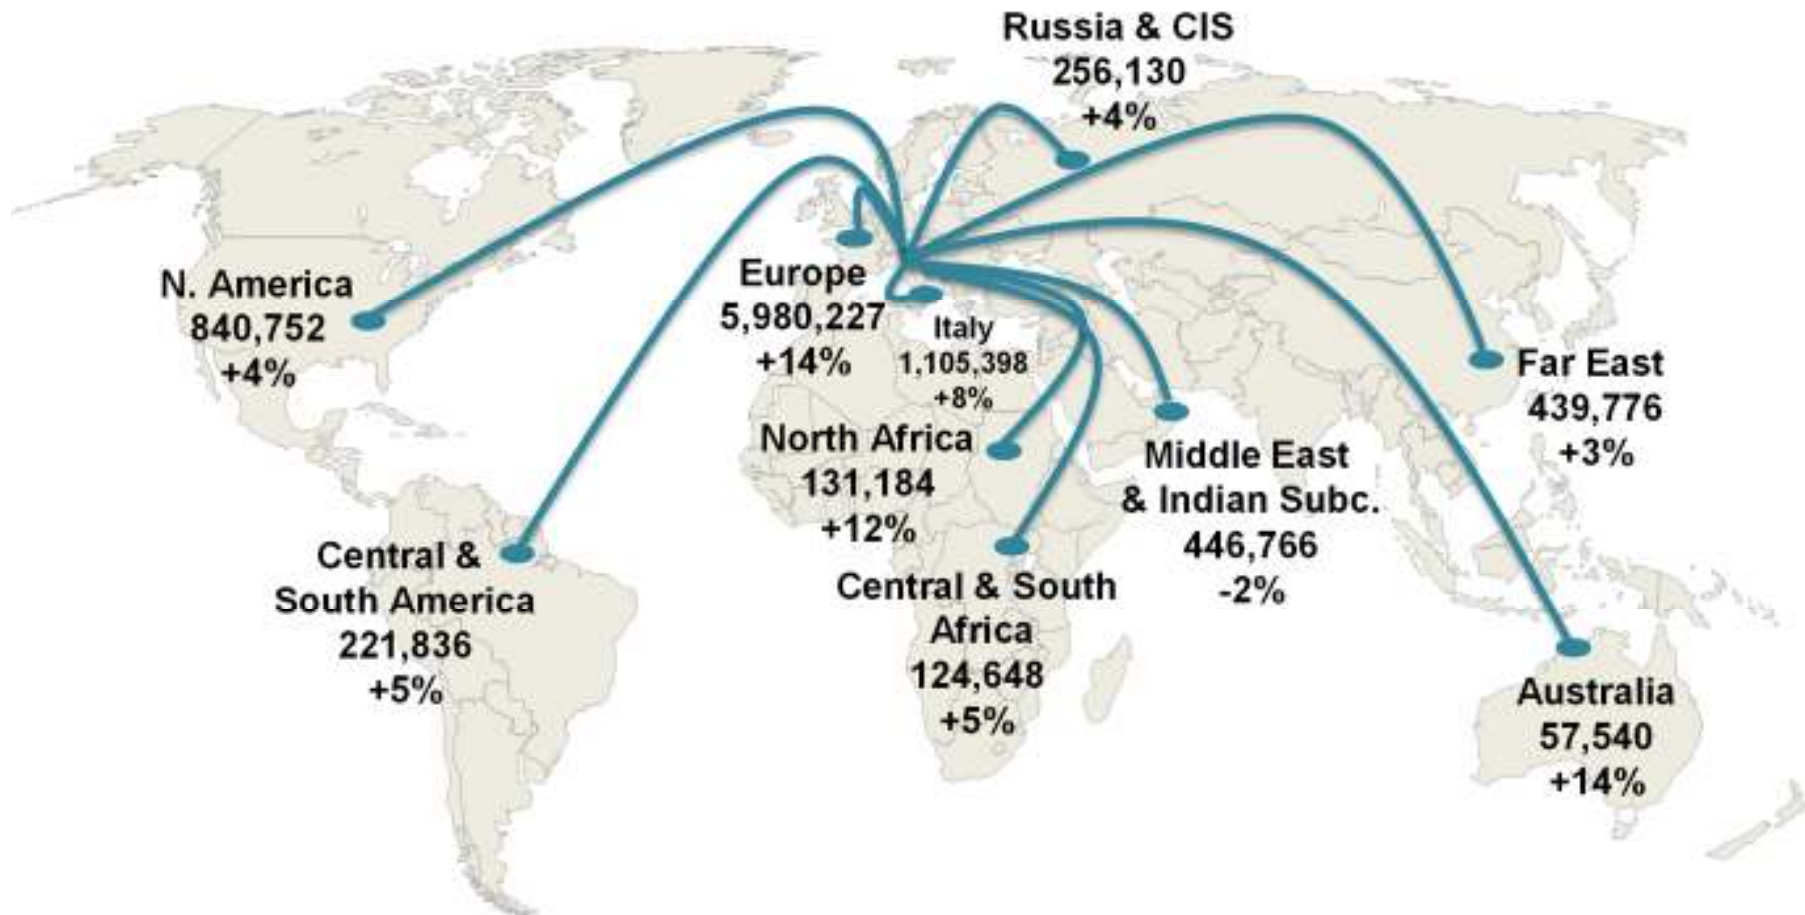 Russia & CIS
256,130
+4%
N. America
840,752
+4%
Europe
5,980,227
+14%
Italy
1,105,398
+8%
Far East
439,776
+3%
North Africa
131,184
+12%
Middle East
& Indian Subc.
446,766
-2%
Central &
South America
221,836
+5%
Central & South
Africa
124,648
+5%
Australia
57,540
+14%